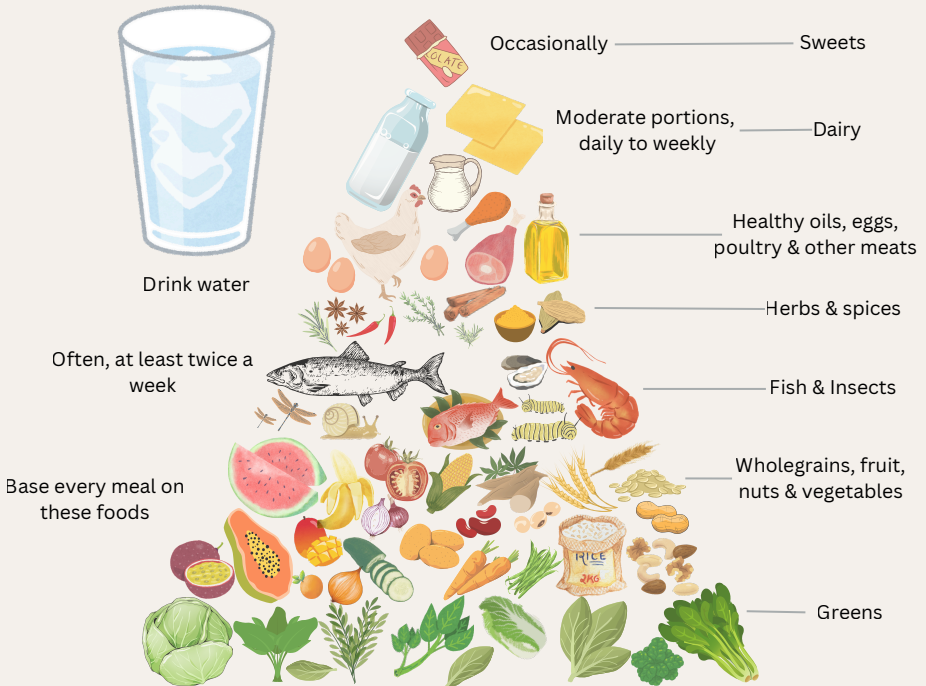 OLATE
Occasionally
Sweets
Moderate portions,
daily to weekly
Dairy
Healthy oils, eggs,
poultry & other meats
Drink water
Herbs & spices
Often, at least twice a
week
Fish & Insects
Wholegrains, fruit,
nuts & vegetables
Base every meal on
these foods
RICE
2KG
Greens